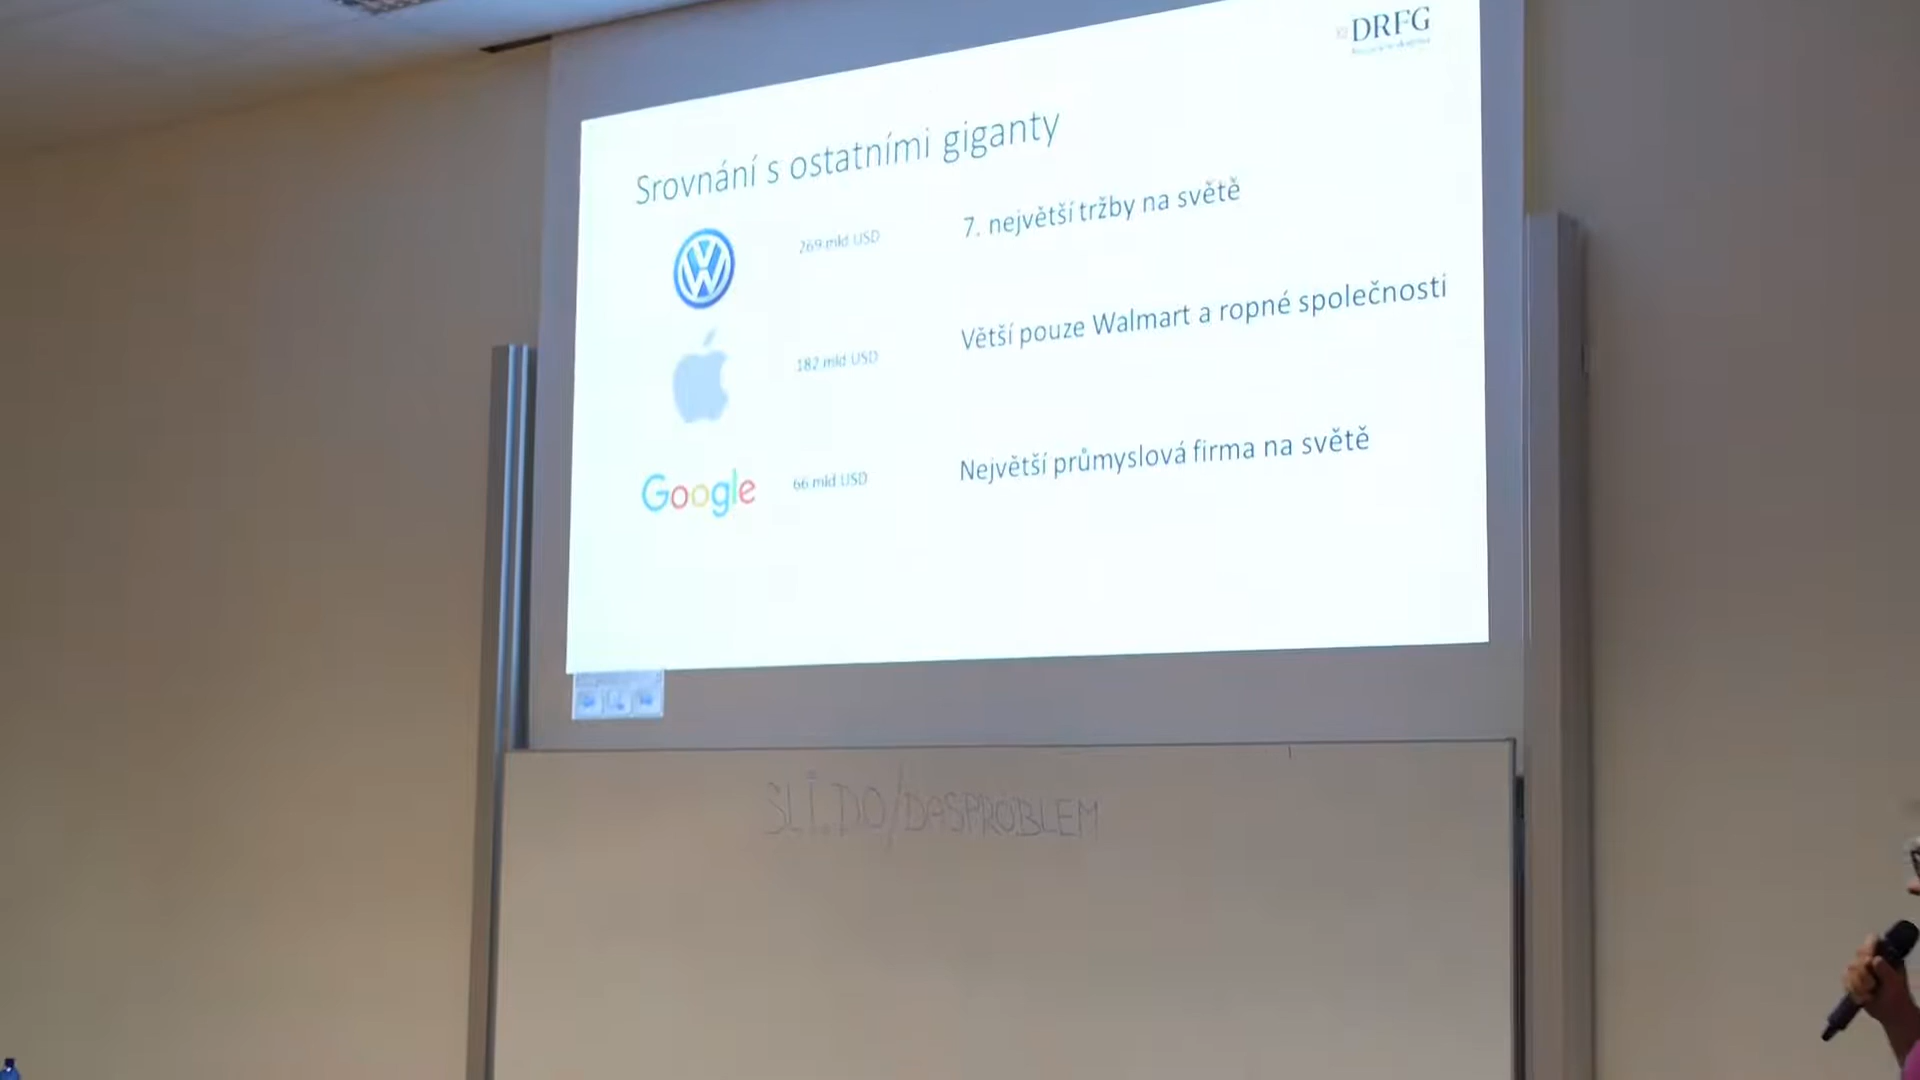 DRFG
Srovnání s ostatními giganty
269 mld USD
7. největší tržby na světě
182 mld USD
Větší pouze Walmart a ropné společnosti
Google
66 mld USD
Největší průmyslová firma na světě
SLI.DO/DASPROBLEM